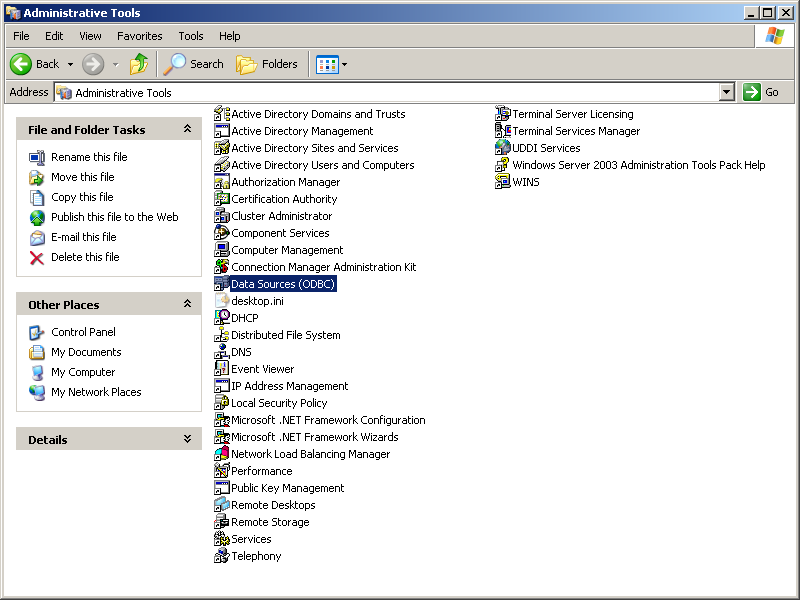 Administrative Tools
File Edit View Favorites Tools Help
Back Search Folders
Address Administrative Tools Go
File and Folder Tasks
Rename this file
Move this file
Copy this file
Publish this file to the Web
E-mail this file
Delete this file
Other Places
Control Panel
My Documents
My Computer
My Network Places
Details
Active Directory Domains and Trusts
Active Directory Management
Active Directory Sites and Services
Active Directory Users and Computers
Authorization Manager
Certification Authority
Cluster Administrator
Component Services
Computer Management
Connection Manager Administration Kit
Data Sources (ODBC)
desktop.ini
DHCP
Distributed File System
DNS
Event Viewer
IP Address Management
Local Security Policy
Microsoft .NET Framework Configuration
Microsoft .NET Framework Wizards
Network Load Balancing Manager
Performance
Public Key Management
Remote Desktops
Remote Storage
Services
Telephony
Terminal Server Licensing
Terminal Services Manager
UDDI Services
Windows Server 2003 Administration Tools Pack Help
WINS